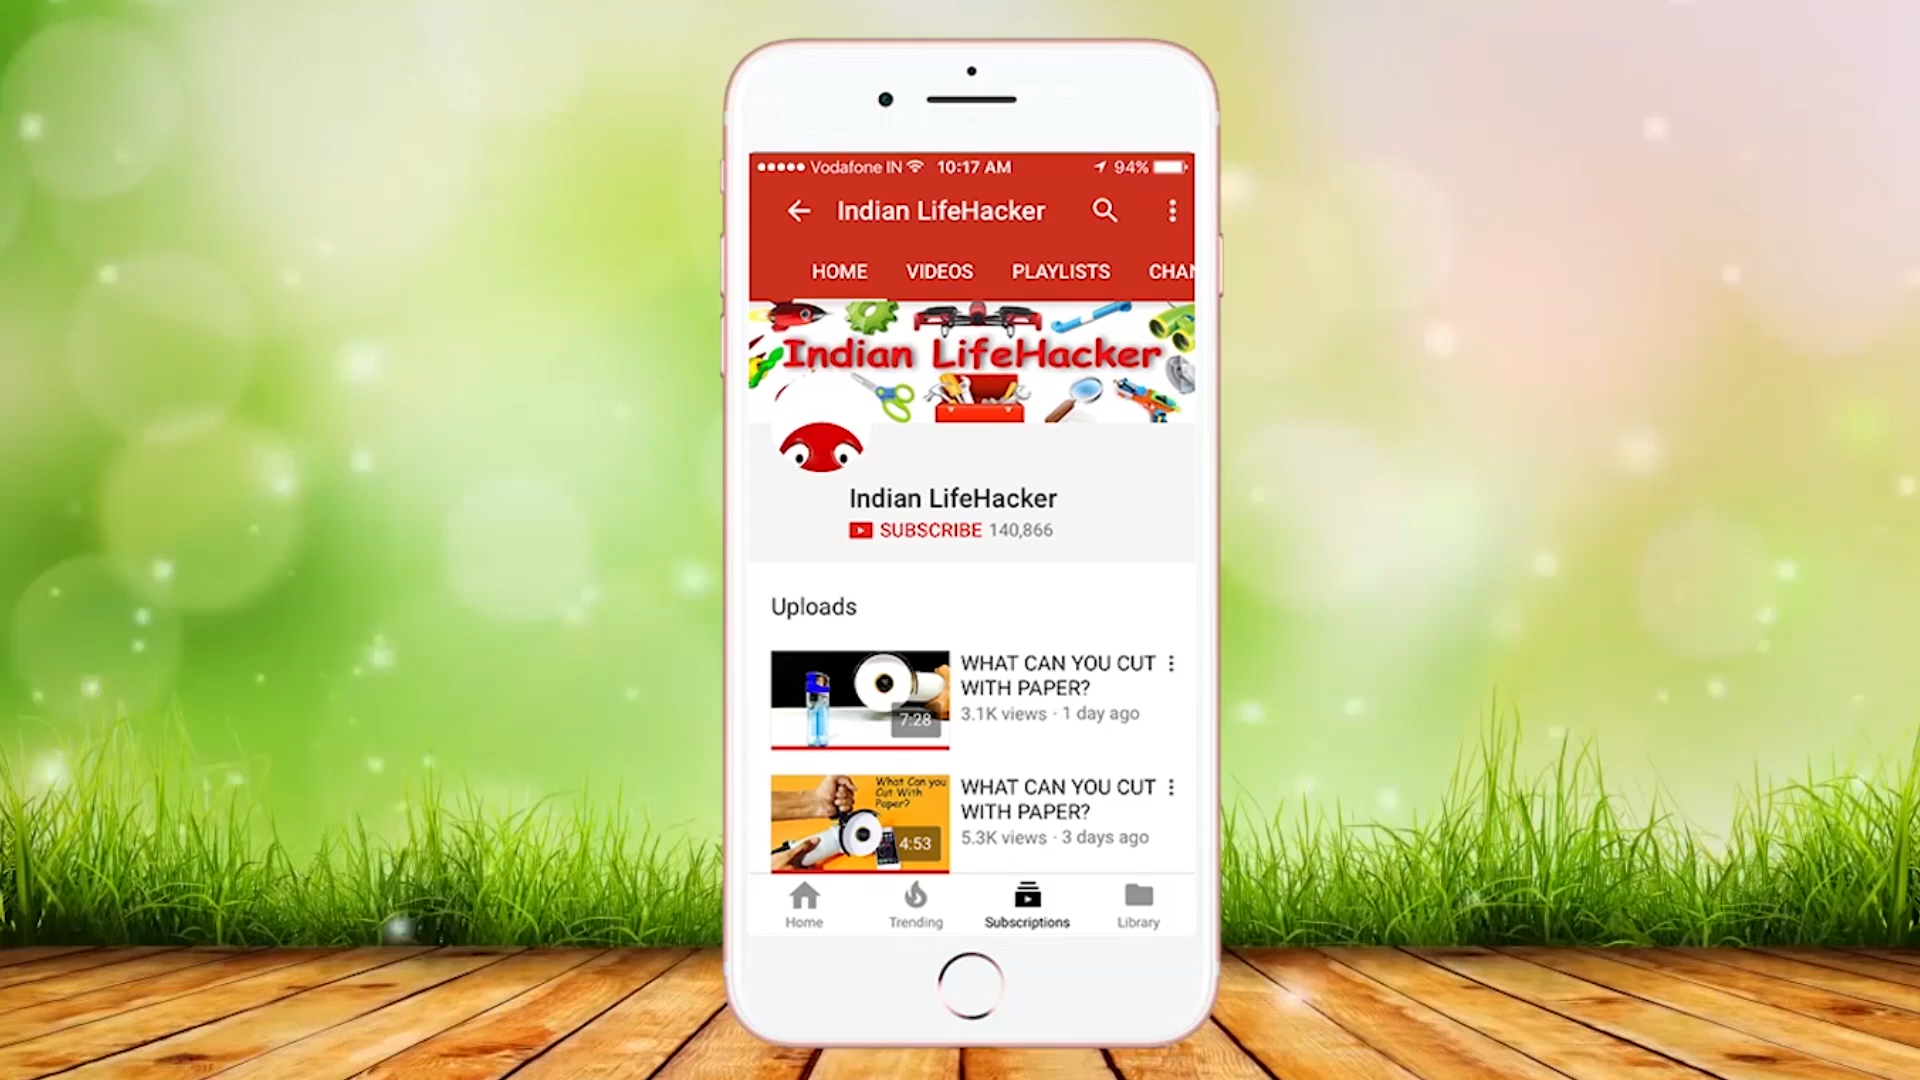 Vodafone IN 10:17 AM 94%
Indian LifeHacker
HOME VIDEOS PLAYLISTS CHAN
Indian LifeHacker
Indian LifeHacker
SUBSCRIBE 140,866
Uploads
WHAT CAN YOU CUT
WITH PAPER?
3.1K views · 1 day ago
7:28
What Can you
Cut With
Paper?
4:53
WHAT CAN YOU CUT
WITH PAPER?
5.3K views · 3 days ago
Home Trending Subscriptions Library